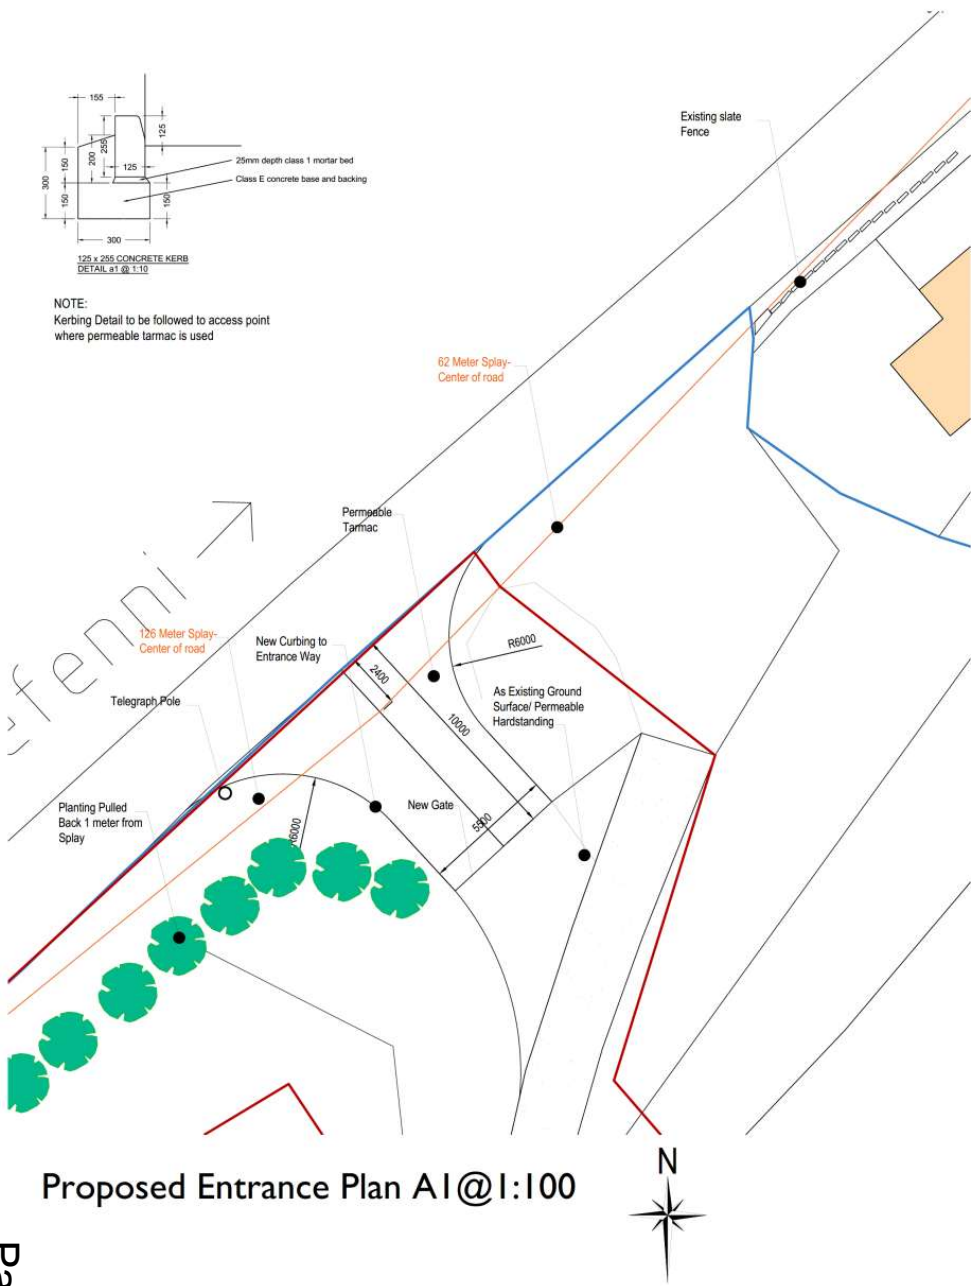 155
125
255
200
125
150
300
150
150
300
25mm depth class 1 mortar bed
Class E concrete base and backing
125 x 255 CONCRETE KERB
DETAIL a1 @ 1:10
NOTE:
Kerbing Detail to be followed to access point
where permeable tarmac is used
Existing slate
Fence
62 Meter Splay-
Center of road
Permeable
Tarmac
126 Meter Splay-
Center of road
New Curbing to
Entrance Way
R6000
2400
Telegraph Pole
As Existing Ground
Surface/ Permeable
Hardstanding
10000
Planting Pulled
Back 1 meter from
Splay
New Gate
5500
R6000
Proposed Entrance Plan A1@1:100
N